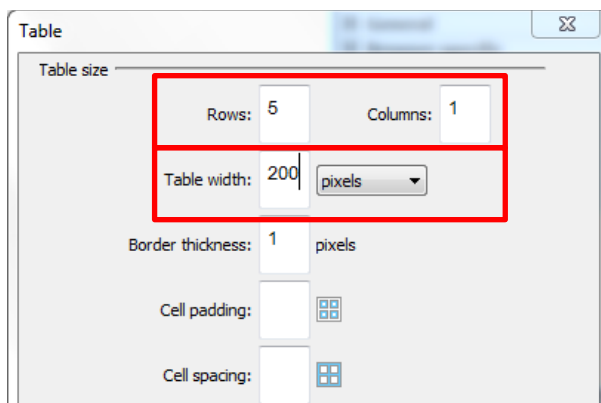 Table
Table size
Rows: 5 Columns: 1
Table width: 200 pixels
Border thickness: 1 pixels
Cell padding:
Cell spacing: